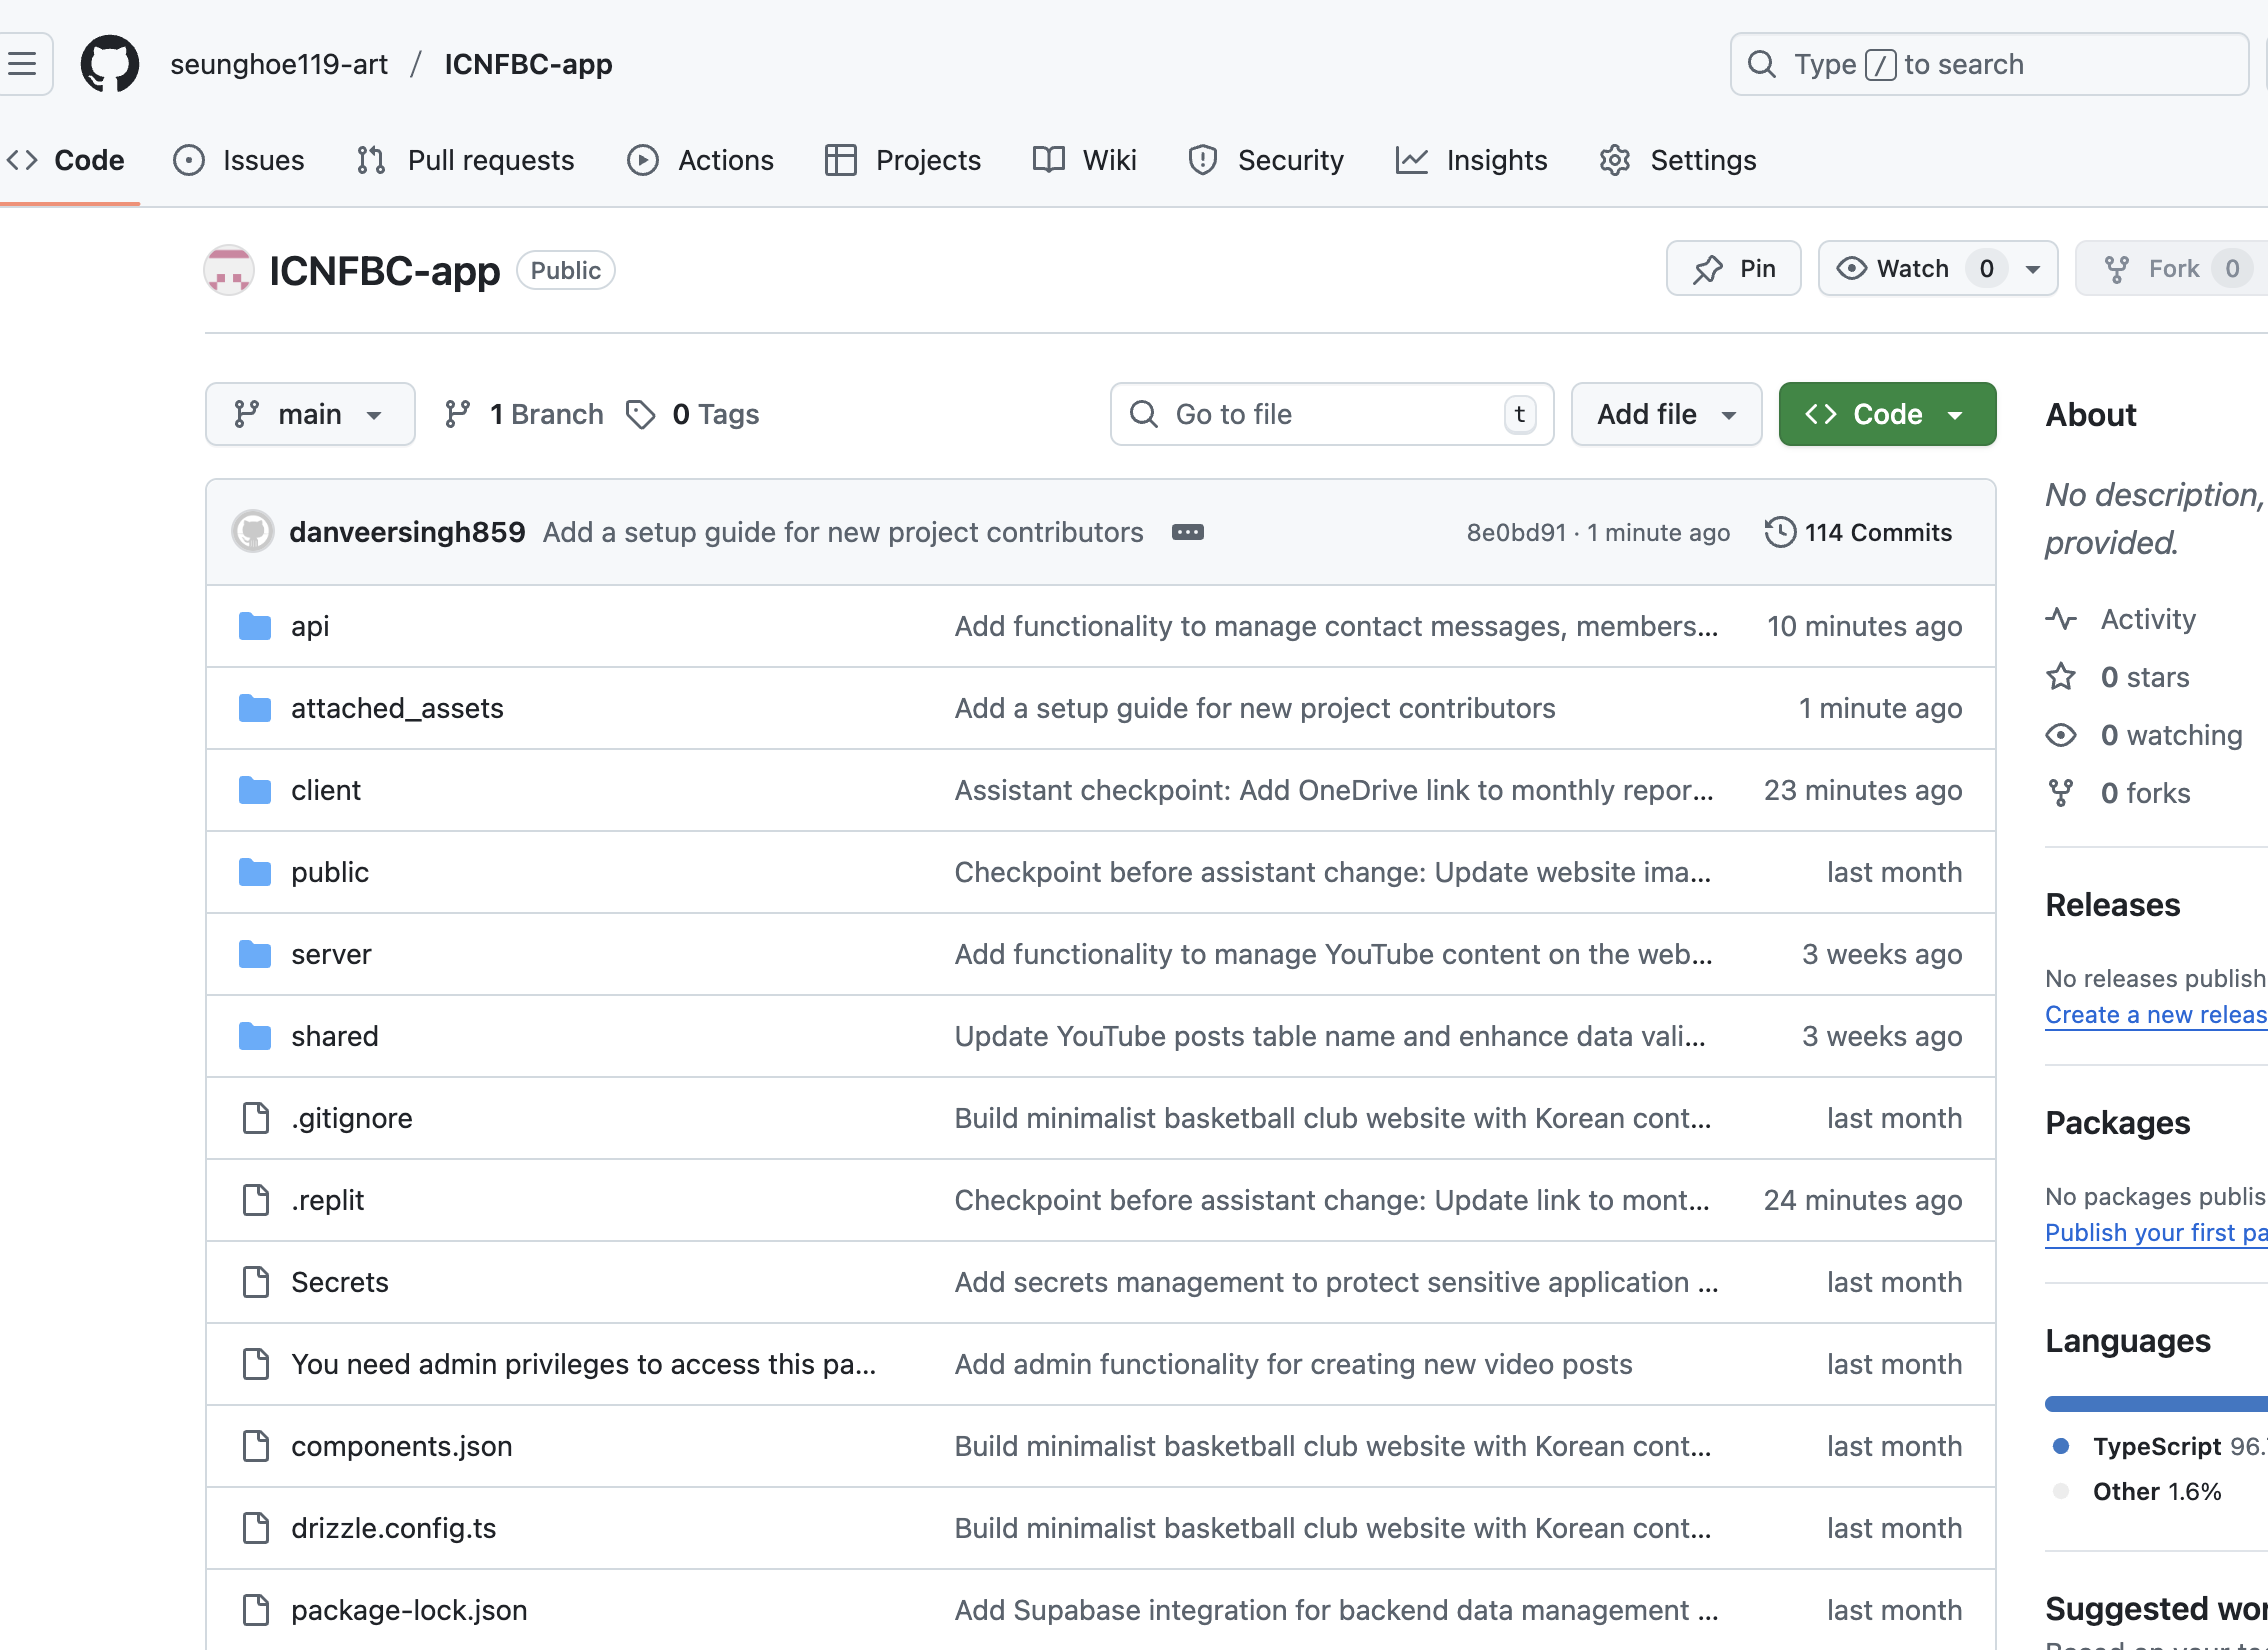 seunghoe119-art / ICNFBC-app
Type / to search
Code
Issues
Pull requests
Actions
Projects
Wiki
Security
Insights
Settings
ICNFBC-app Public
Pin
Watch 0
Fork 0
main
1 Branch
0 Tags
Go to file t
Add file
Code
danveersingh859 Add a setup guide for new project contributors 8e0bd91 · 1 minute ago 114 Commits
api Add functionality to manage contact messages, members... 10 minutes ago
attached_assets Add a setup guide for new project contributors 1 minute ago
client Assistant checkpoint: Add OneDrive link to monthly repor... 23 minutes ago
public Checkpoint before assistant change: Update website ima... last month
server Add functionality to manage YouTube content on the web... 3 weeks ago
shared Update YouTube posts table name and enhance data vali... 3 weeks ago
.gitignore Build minimalist basketball club website with Korean cont... last month
.replit Checkpoint before assistant change: Update link to mont... 24 minutes ago
Secrets Add secrets management to protect sensitive application ... last month
You need admin privileges to access this pa... Add admin functionality for creating new video posts last month
components.json Build minimalist basketball club website with Korean cont... last month
drizzle.config.ts Build minimalist basketball club website with Korean cont... last month
package-lock.json Add Supabase integration for backend data management ... last month
About
No description,
provided.
Activity
0 stars
0 watching
0 forks
Releases
No releases publish
Create a new releas
Packages
No packages publis
Publish your first pa
Languages
TypeScript 96.
Other 1.6%
Suggested wor